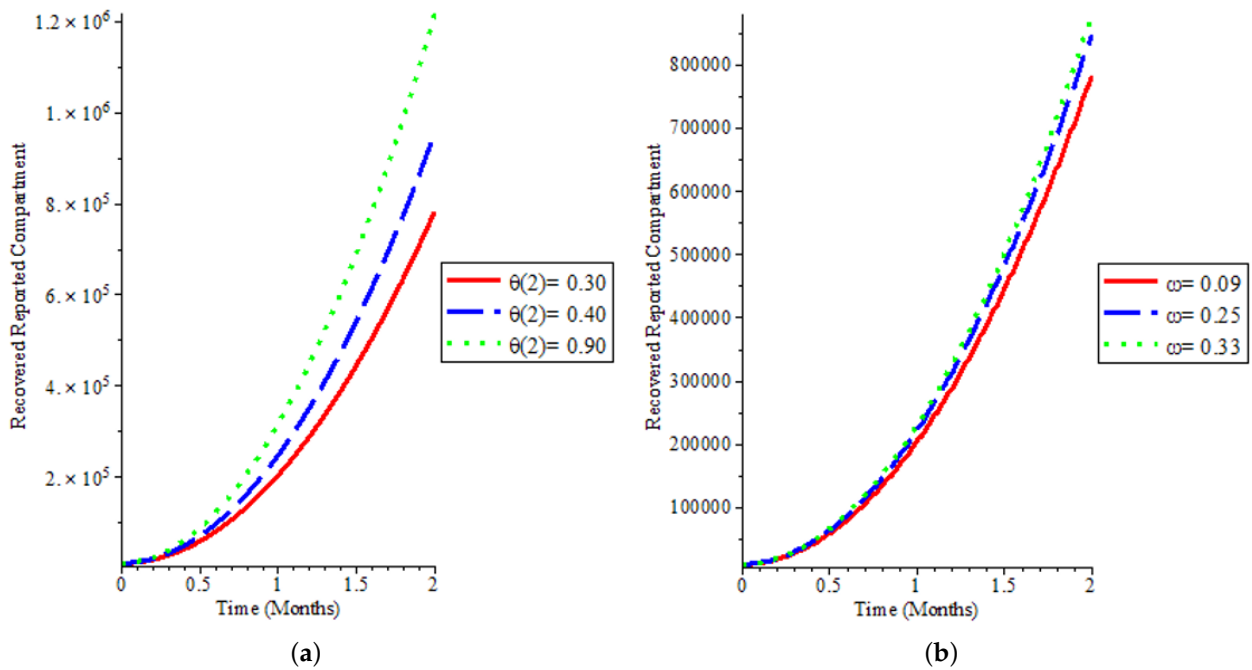 1.2 × 10⁶
1. × 10⁶
8. × 10⁵
6. × 10⁵
4. × 10⁵
2. × 10⁵
Recovered Reported Compartment
0 0.5 1 1.5 2
Time (Months)
θ(2)= 0.30
θ(2)= 0.40
θ(2)= 0.90
(a)
800000
700000
600000
500000
400000
300000
200000
100000
Recovered Reported Compartment
0 0.5 1 1.5 2
Time (Months)
ω= 0.09
ω= 0.25
ω= 0.33
(b)